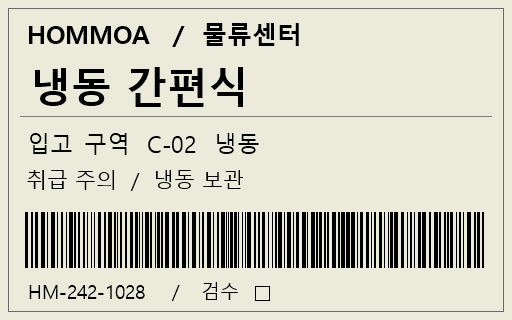 HOMMOA / 물류센터
냉동 간편식
입고 구역 C-02 냉동
취급 주의 / 냉동 보관
HM-242-1028 / 검수 □